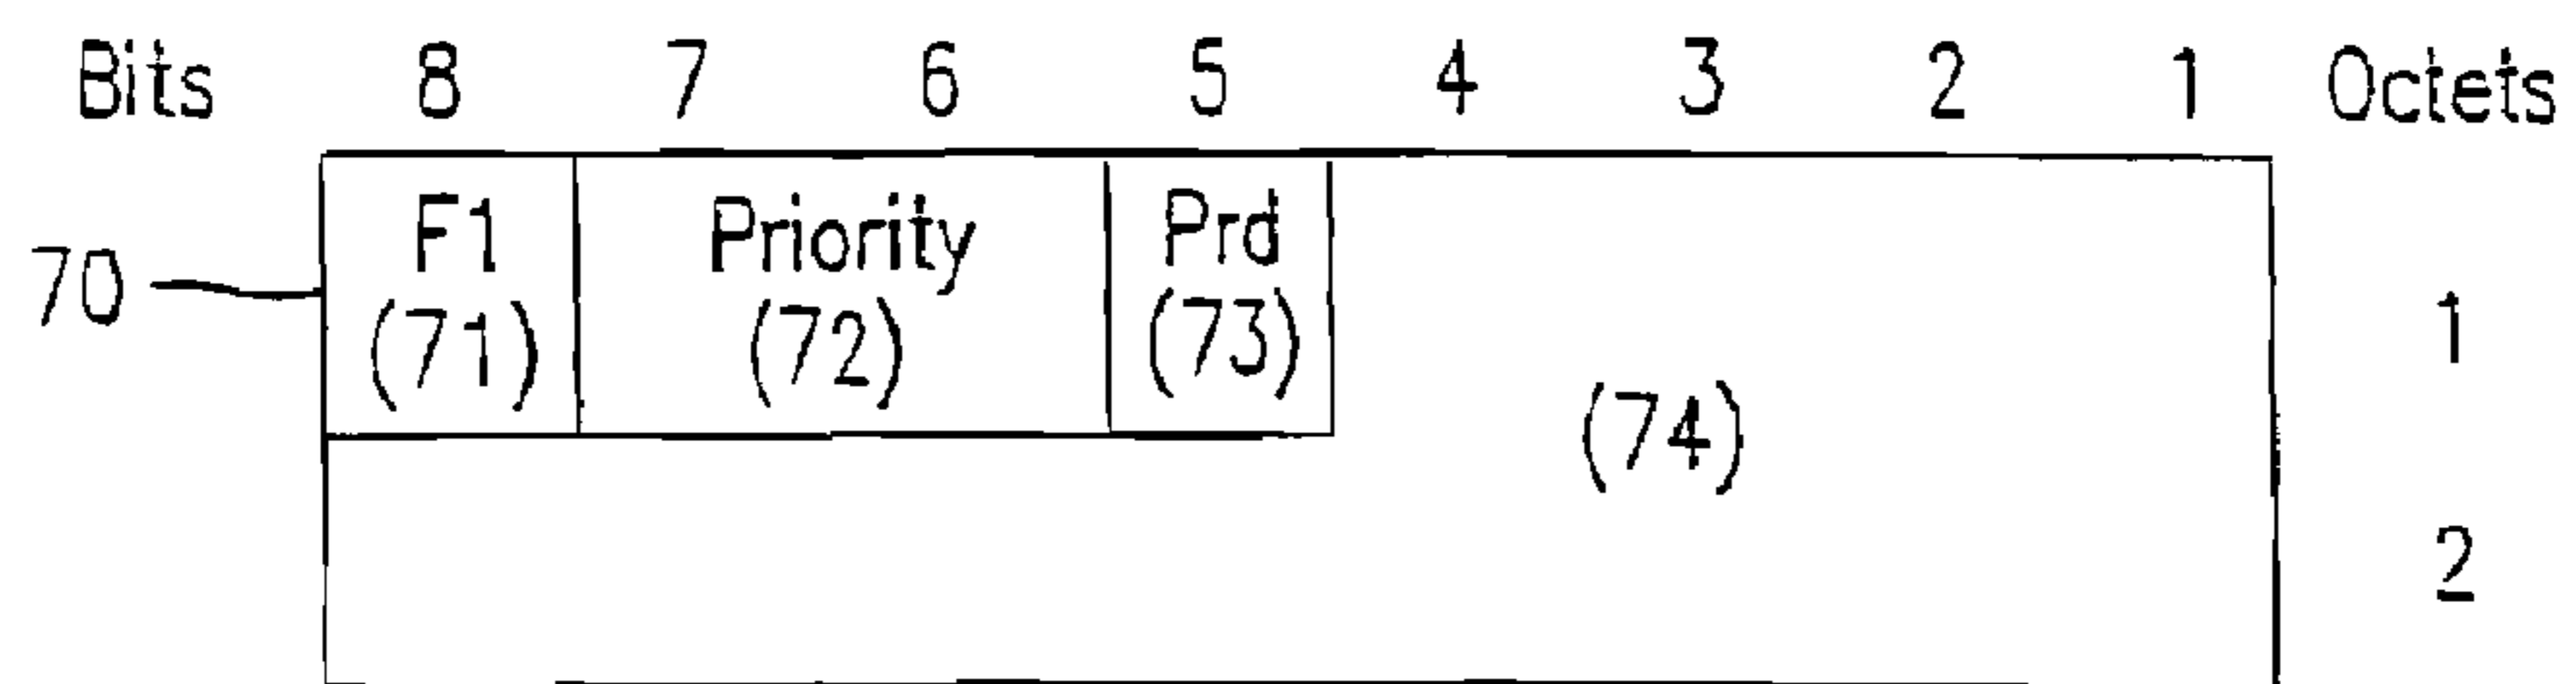 Bits 8 7 6 5 4 3 2 1 Octets
F1 Priority Prd
70 (71) (72) (73) 1
(74)
2